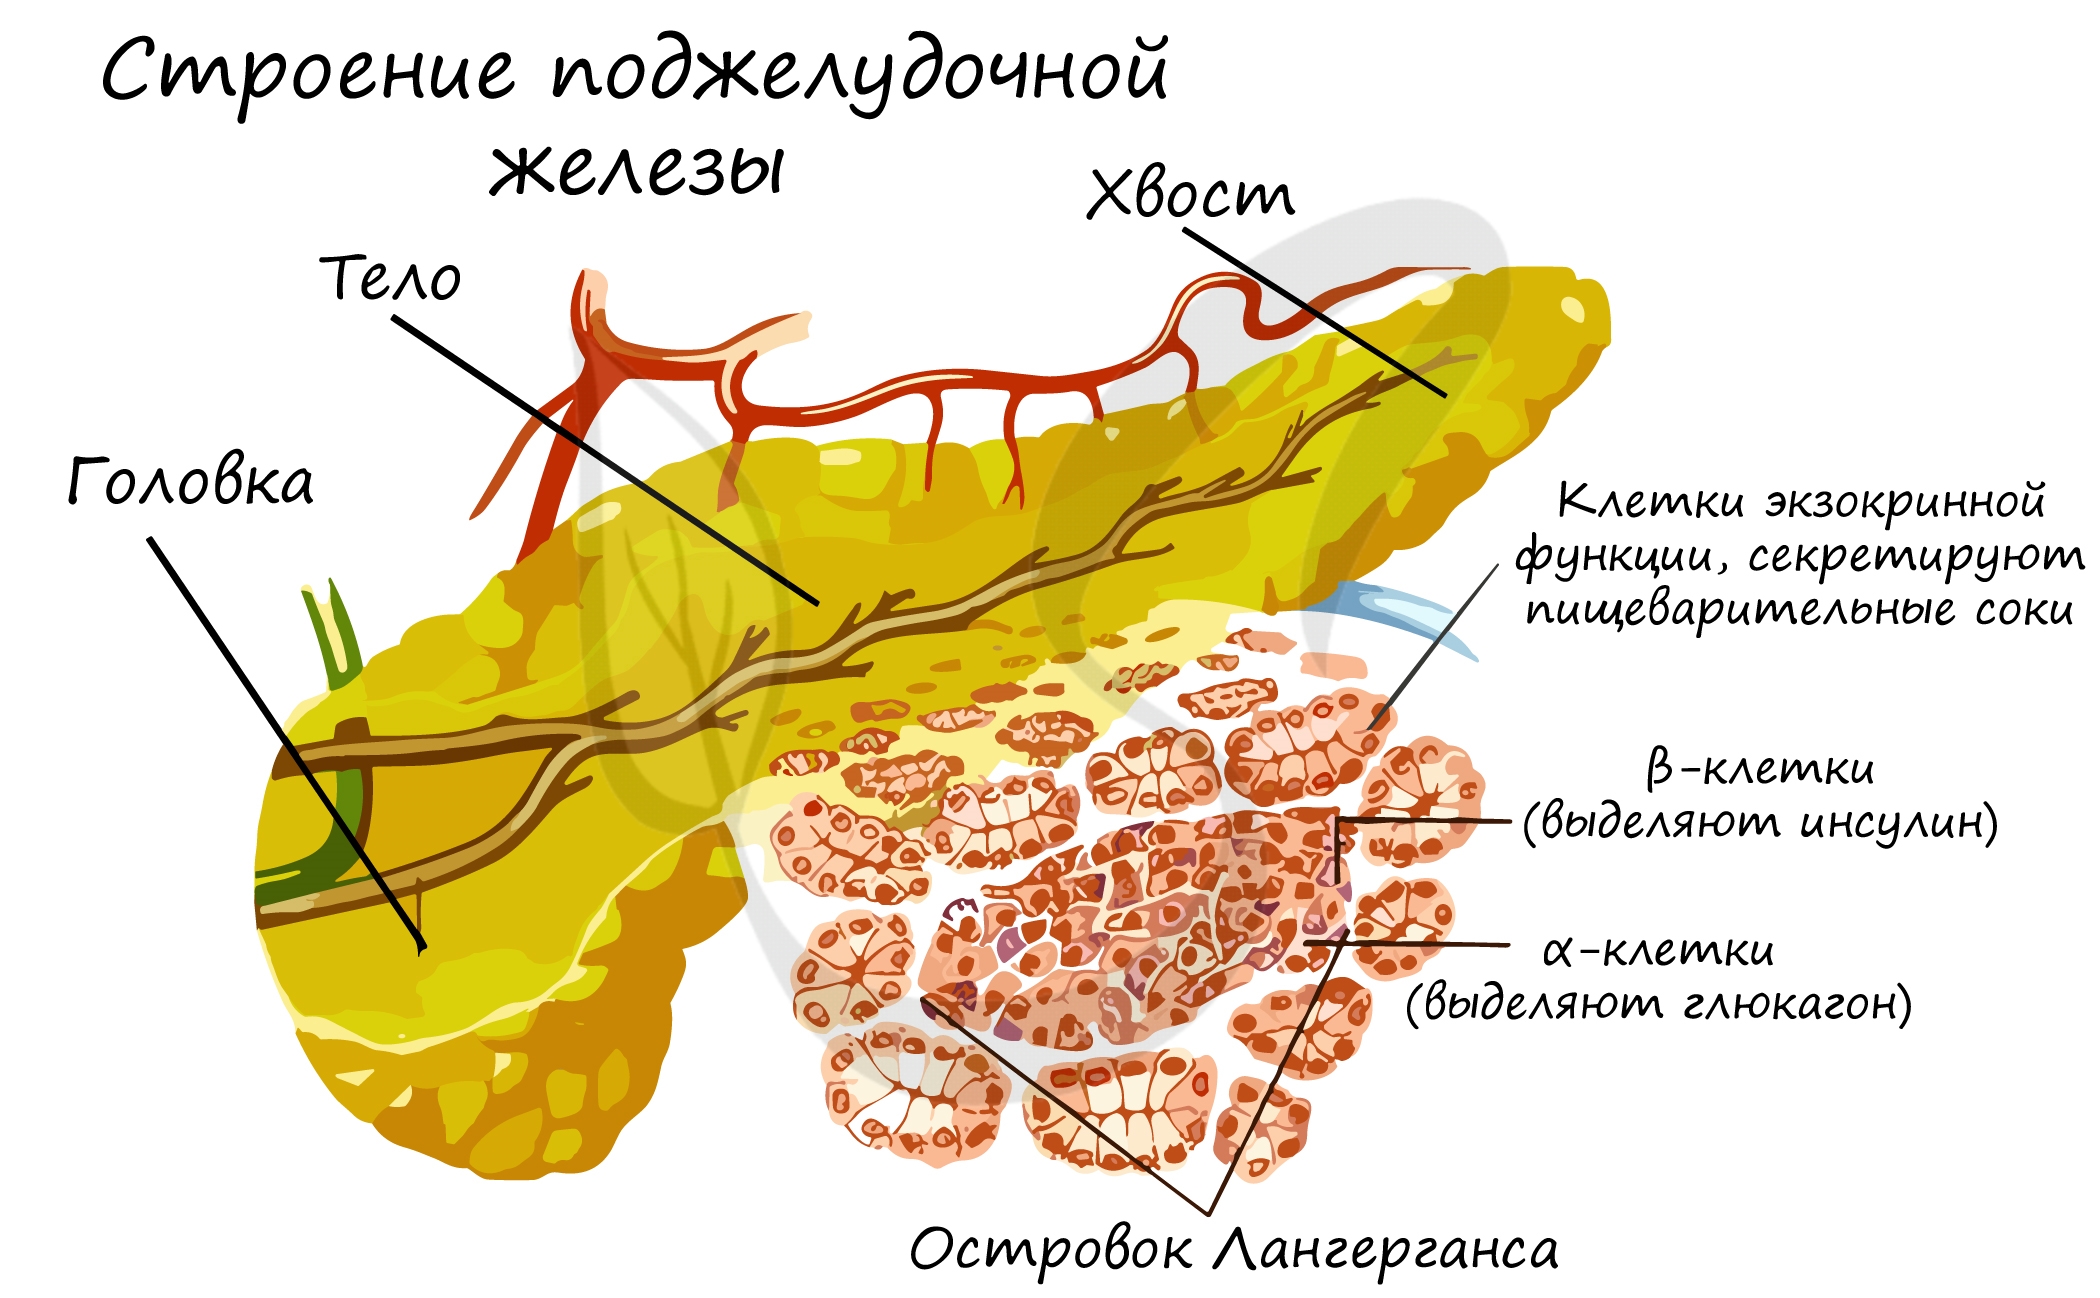 Строение поджелудочной
железы
Хвост
Тело
Головка
Клетки экзокринной
функции, секретируют
пищеварительные соки
β-клетки
(выделяют инсулин)
α-клетки
(выделяют глюкагон)
Островок Лангерганса